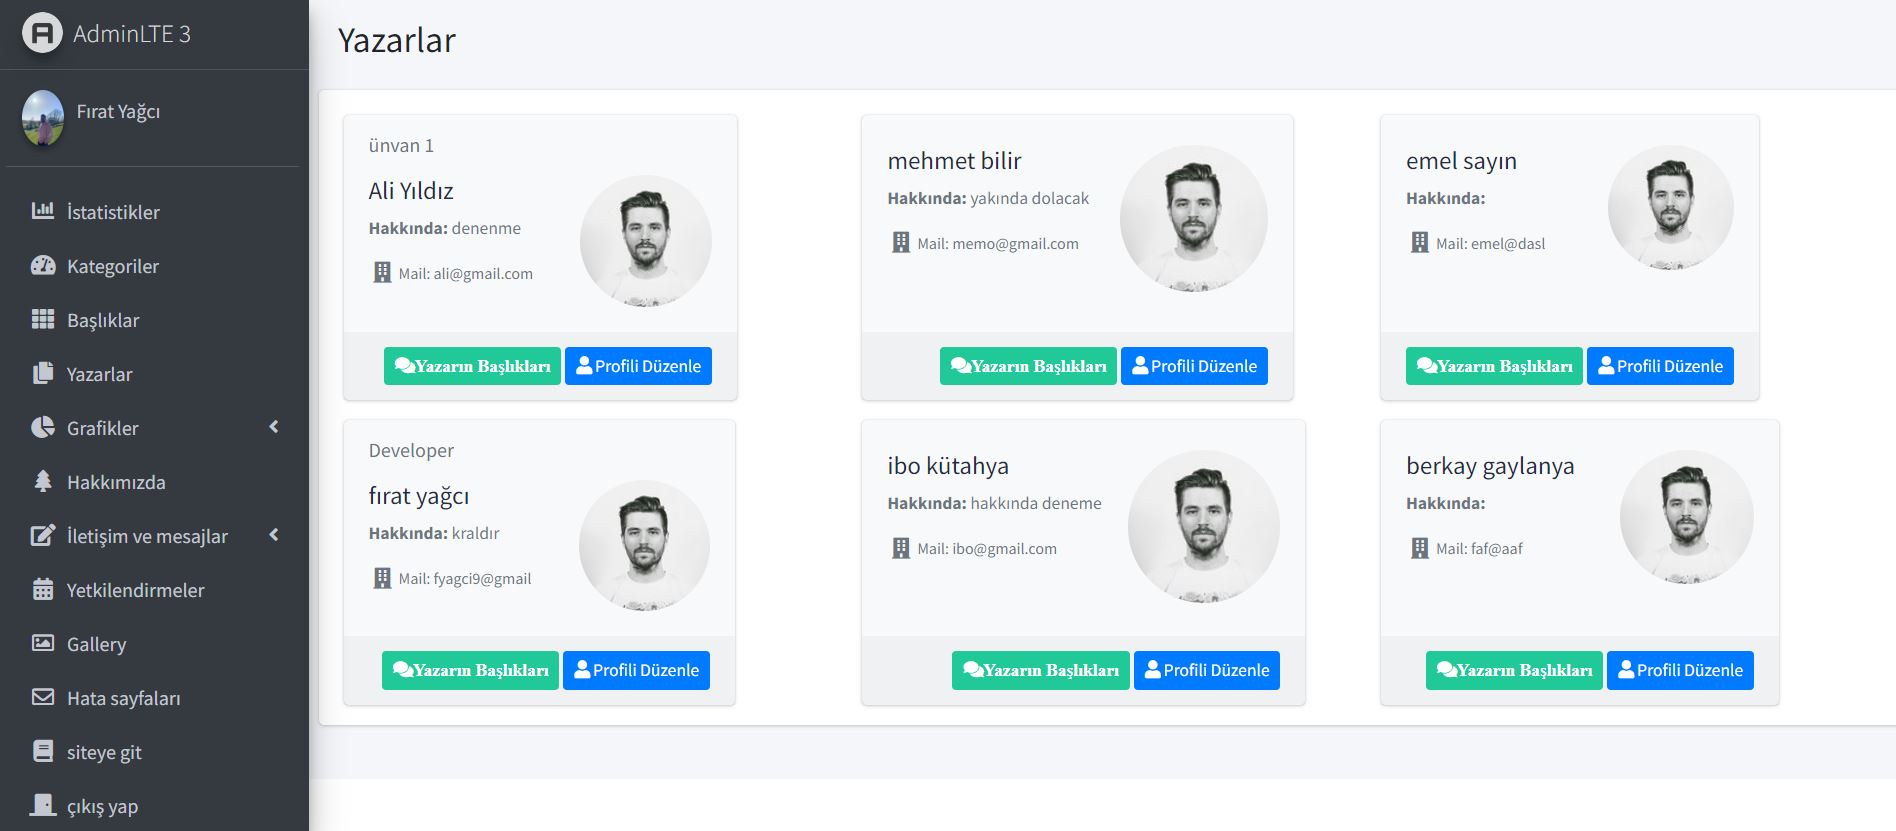 AdminLTE 3
Fırat Yağcı
İstatistikler
Kategoriler
Başlıklar
Yazarlar
Grafikler
Hakkımızda
İletişim ve mesajlar
Yetkilendirmeler
Gallery
Hata sayfaları
siteye git
çıkış yap
Yazarlar
ünvan 1
Ali Yıldız
Hakkında: denenme
Mail: ali@gmail.com
Yazarın Başlıkları Profili Düzenle
mehmet bilir
Hakkında: yakında dolacak
Mail: memo@gmail.com
Yazarın Başlıkları Profili Düzenle
emel sayın
Hakkında:
Mail: emel@dasl
Yazarın Başlıkları Profili Düzenle
Developer
fırat yağcı
Hakkında: kraldır
Mail: fyagci9@gmail
Yazarın Başlıkları Profili Düzenle
ibo kütahya
Hakkında: hakkında deneme
Mail: ibo@gmail.com
Yazarın Başlıkları Profili Düzenle
berkay gaylanya
Hakkında:
Mail: faf@aaf
Yazarın Başlıkları Profili Düzenle